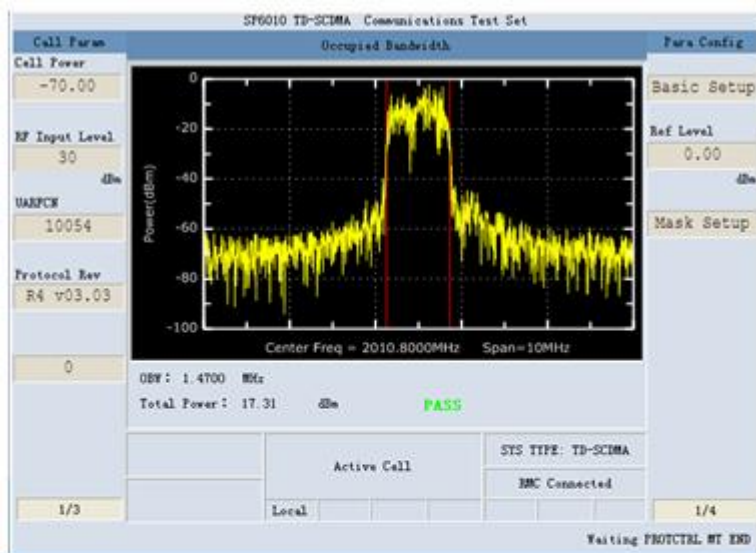 SP6010 TD-SCDMA Communications Test Set
Call Param
Occupied Bandwidth
Para Config
Cell Power
-70.00
RF Input Level
30
dBm
UARFCN
10054
Protocol Rev
R4 v03.03
0
1/3
Power(dBm)
0
-20
-40
-60
-80
-100
Center Freq = 2010.8000MHz Span=10MHz
OBW: 1.4700 MHz
Total Power: 17.31 dBm PASS
Active Call
SYS TYPE: TD-SCDMA
RMC Connected
Local
Basic Setup
Ref Level
0.00
dBm
Mask Setup
1/4
Waiting PROTCTRL MT END